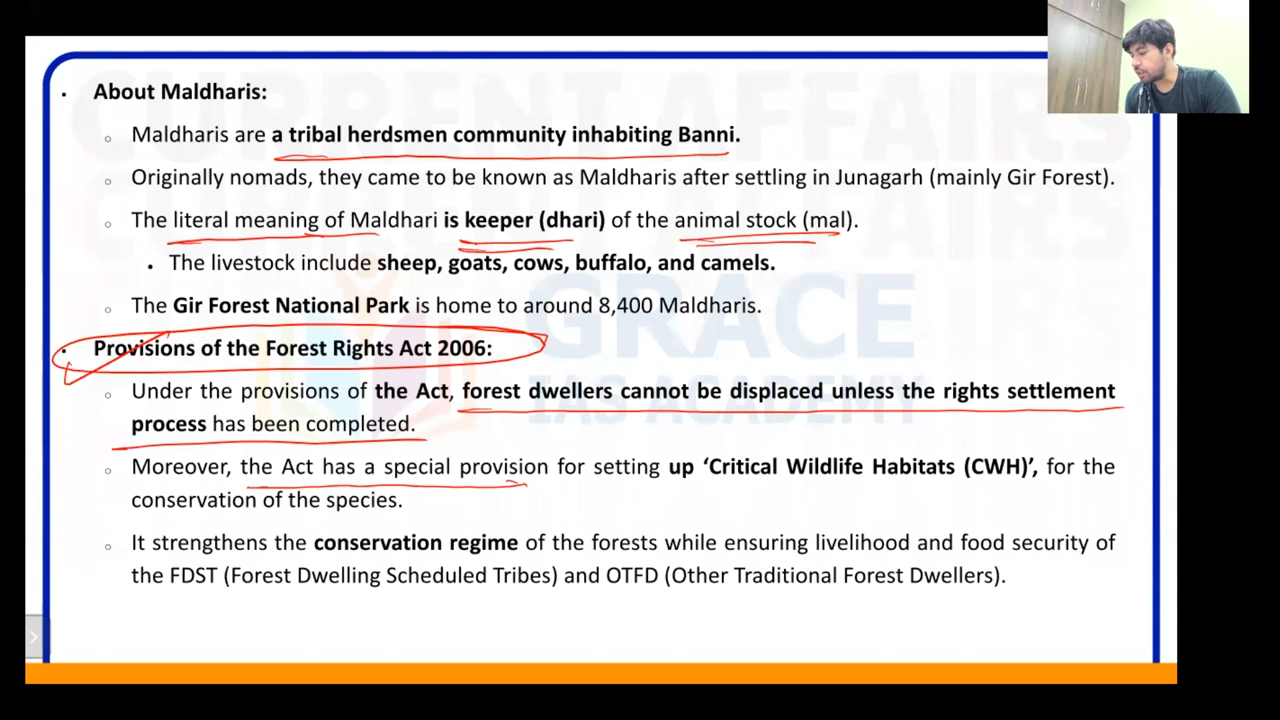 About Maldharis:
Maldharis are a tribal herdsmen community inhabiting Banni.
Originally nomads, they came to be known as Maldharis after settling in Junagarh (mainly Gir Forest).
The literal meaning of Maldhari is keeper (dhari) of the animal stock (mal).
The livestock include sheep, goats, cows, buffalo, and camels.
The Gir Forest National Park is home to around 8,400 Maldharis.
Provisions of the Forest Rights Act 2006:
Under the provisions of the Act, forest dwellers cannot be displaced unless the rights settlement
process has been completed.
Moreover, the Act has a special provision for setting up ‘Critical Wildlife Habitats (CWH)’, for the
conservation of the species.
It strengthens the conservation regime of the forests while ensuring livelihood and food security of
the FDST (Forest Dwelling Scheduled Tribes) and OTFD (Other Traditional Forest Dwellers).
CURRENT AFFAIRS
GRACE
IAS ACADEMY